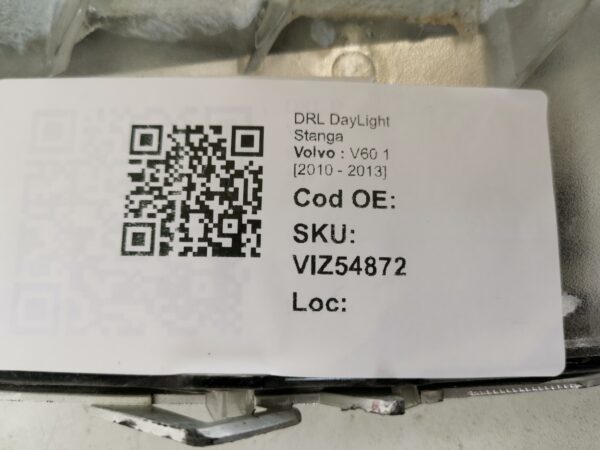 DRL DayLight
Stanga
Volvo : V60 1
[2010 - 2013]
Cod OE:
SKU:
VIZ54872
Loc: